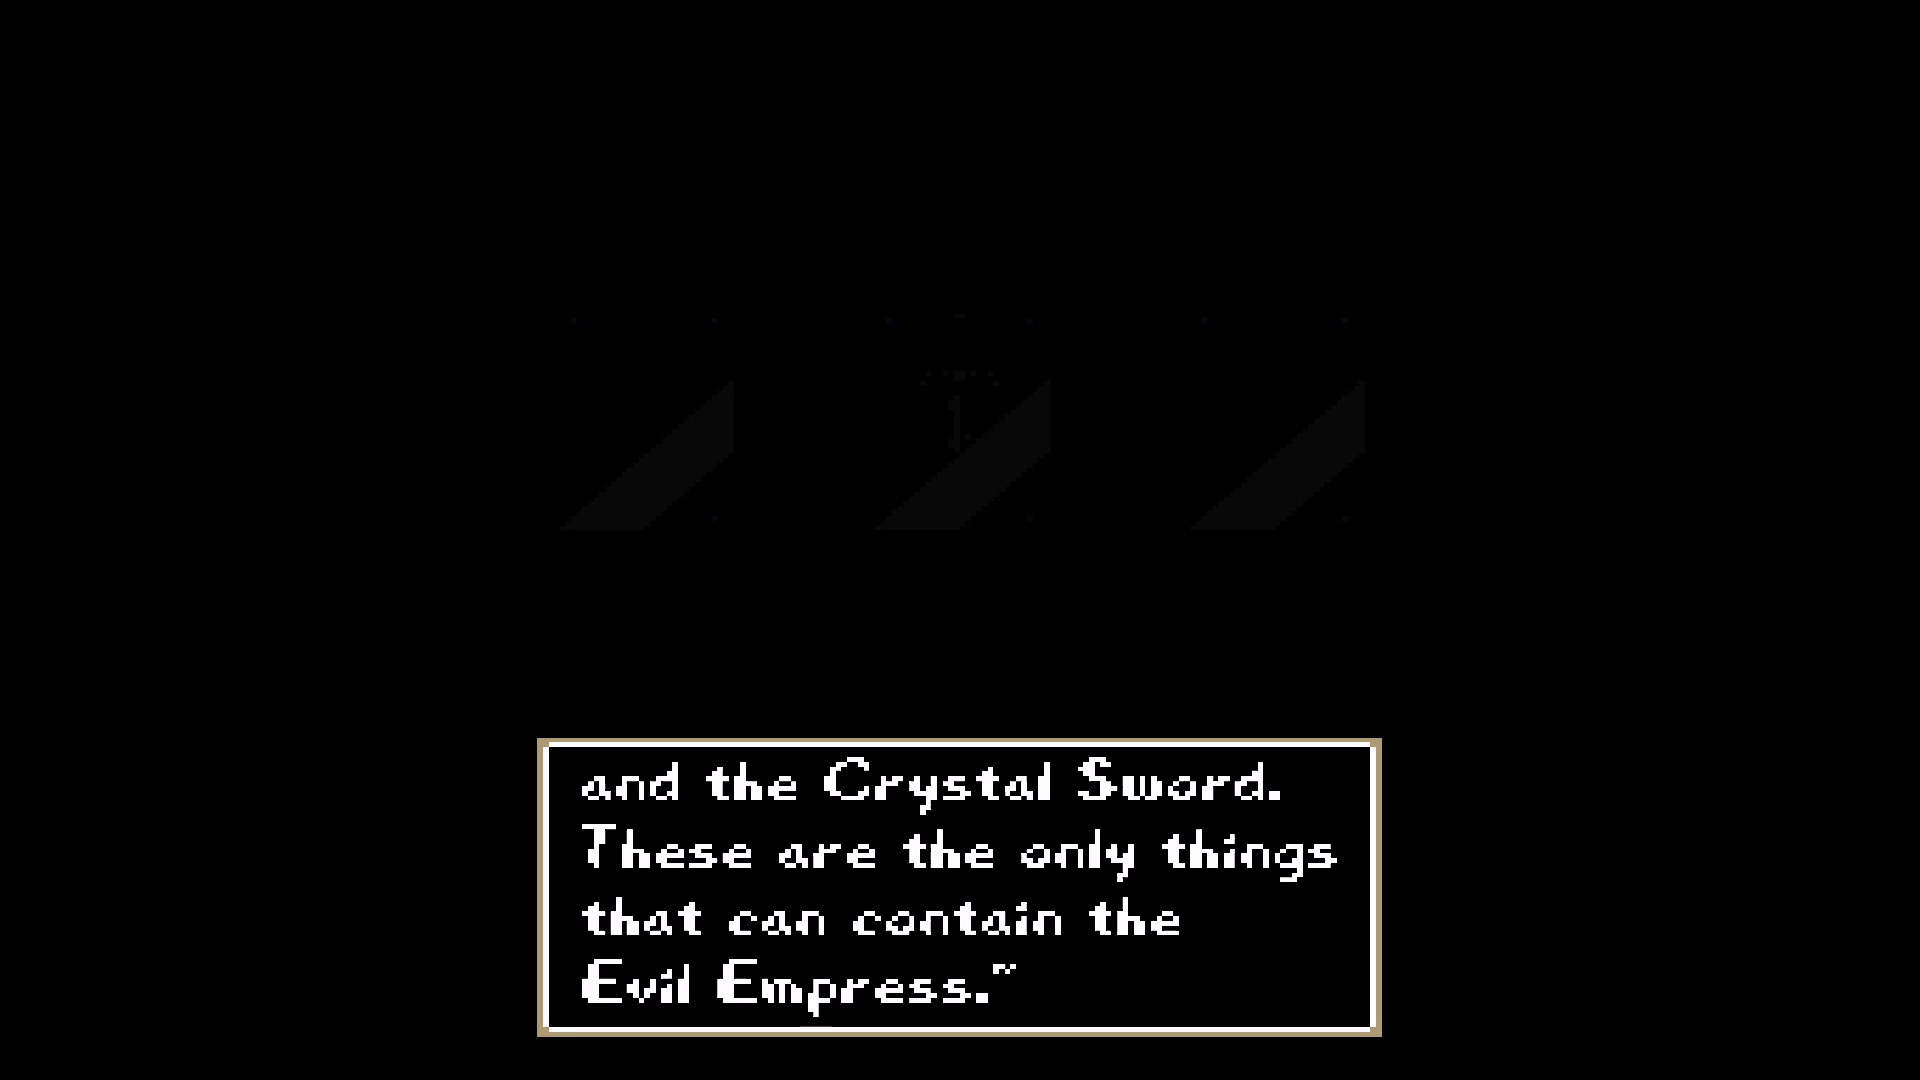 and the Crystal Sword.
These are the only things
that can contain the
Evil Empress."